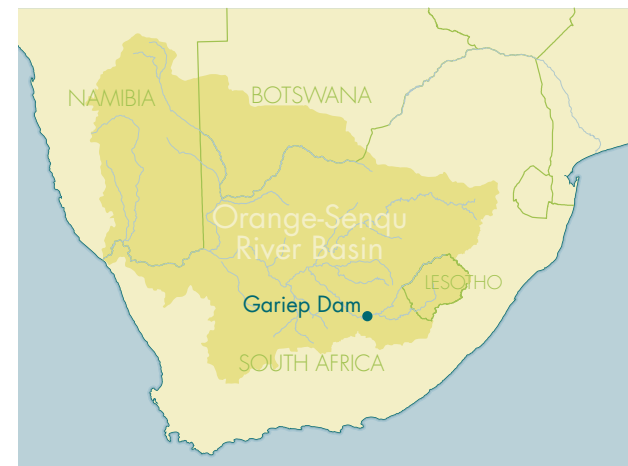 NAMIBIA
BOTSWANA
Orange-Senqu
River Basin
LESOTHO
Gariep Dam
SOUTH AFRICA